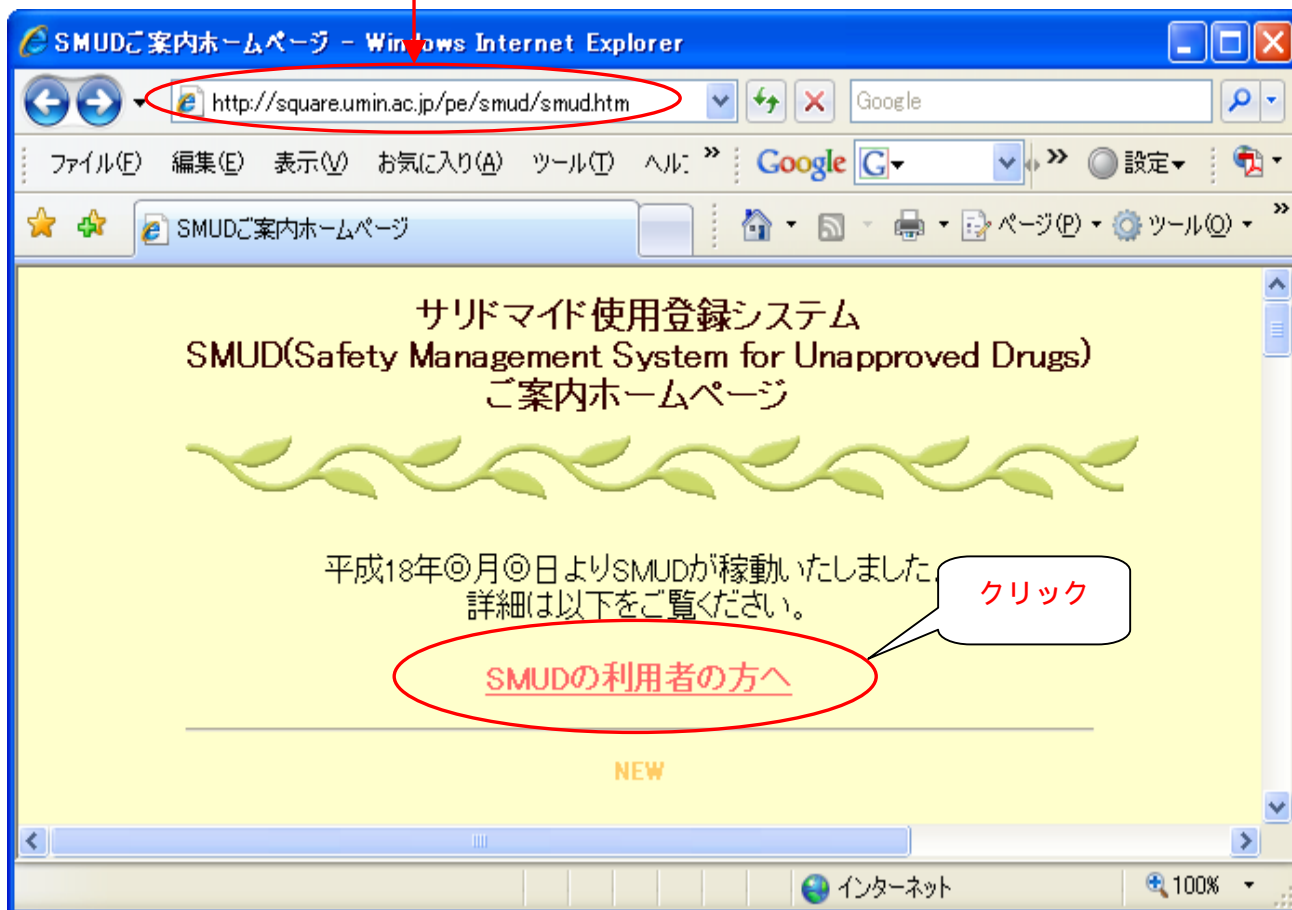 SMUDご案内ホームページ - Windows Internet Explorer
http://square.umin.ac.jp/pe/smud/smud.htm
Google
ファイル(F) 編集(E) 表示(V) お気に入り(A) ツール(T) ヘル » Google G » 設定
SMUDご案内ホームページ ページ(P) ツール(O) »
サリドマイド使用登録システム
SMUD(Safety Management System for Unapproved Drugs)
ご案内ホームページ
平成18年◎月◎日よりSMUDが稼動いたしました。
詳細は以下をご覧ください。
クリック
SMUDの利用者の方へ
NEW
インターネット 100%